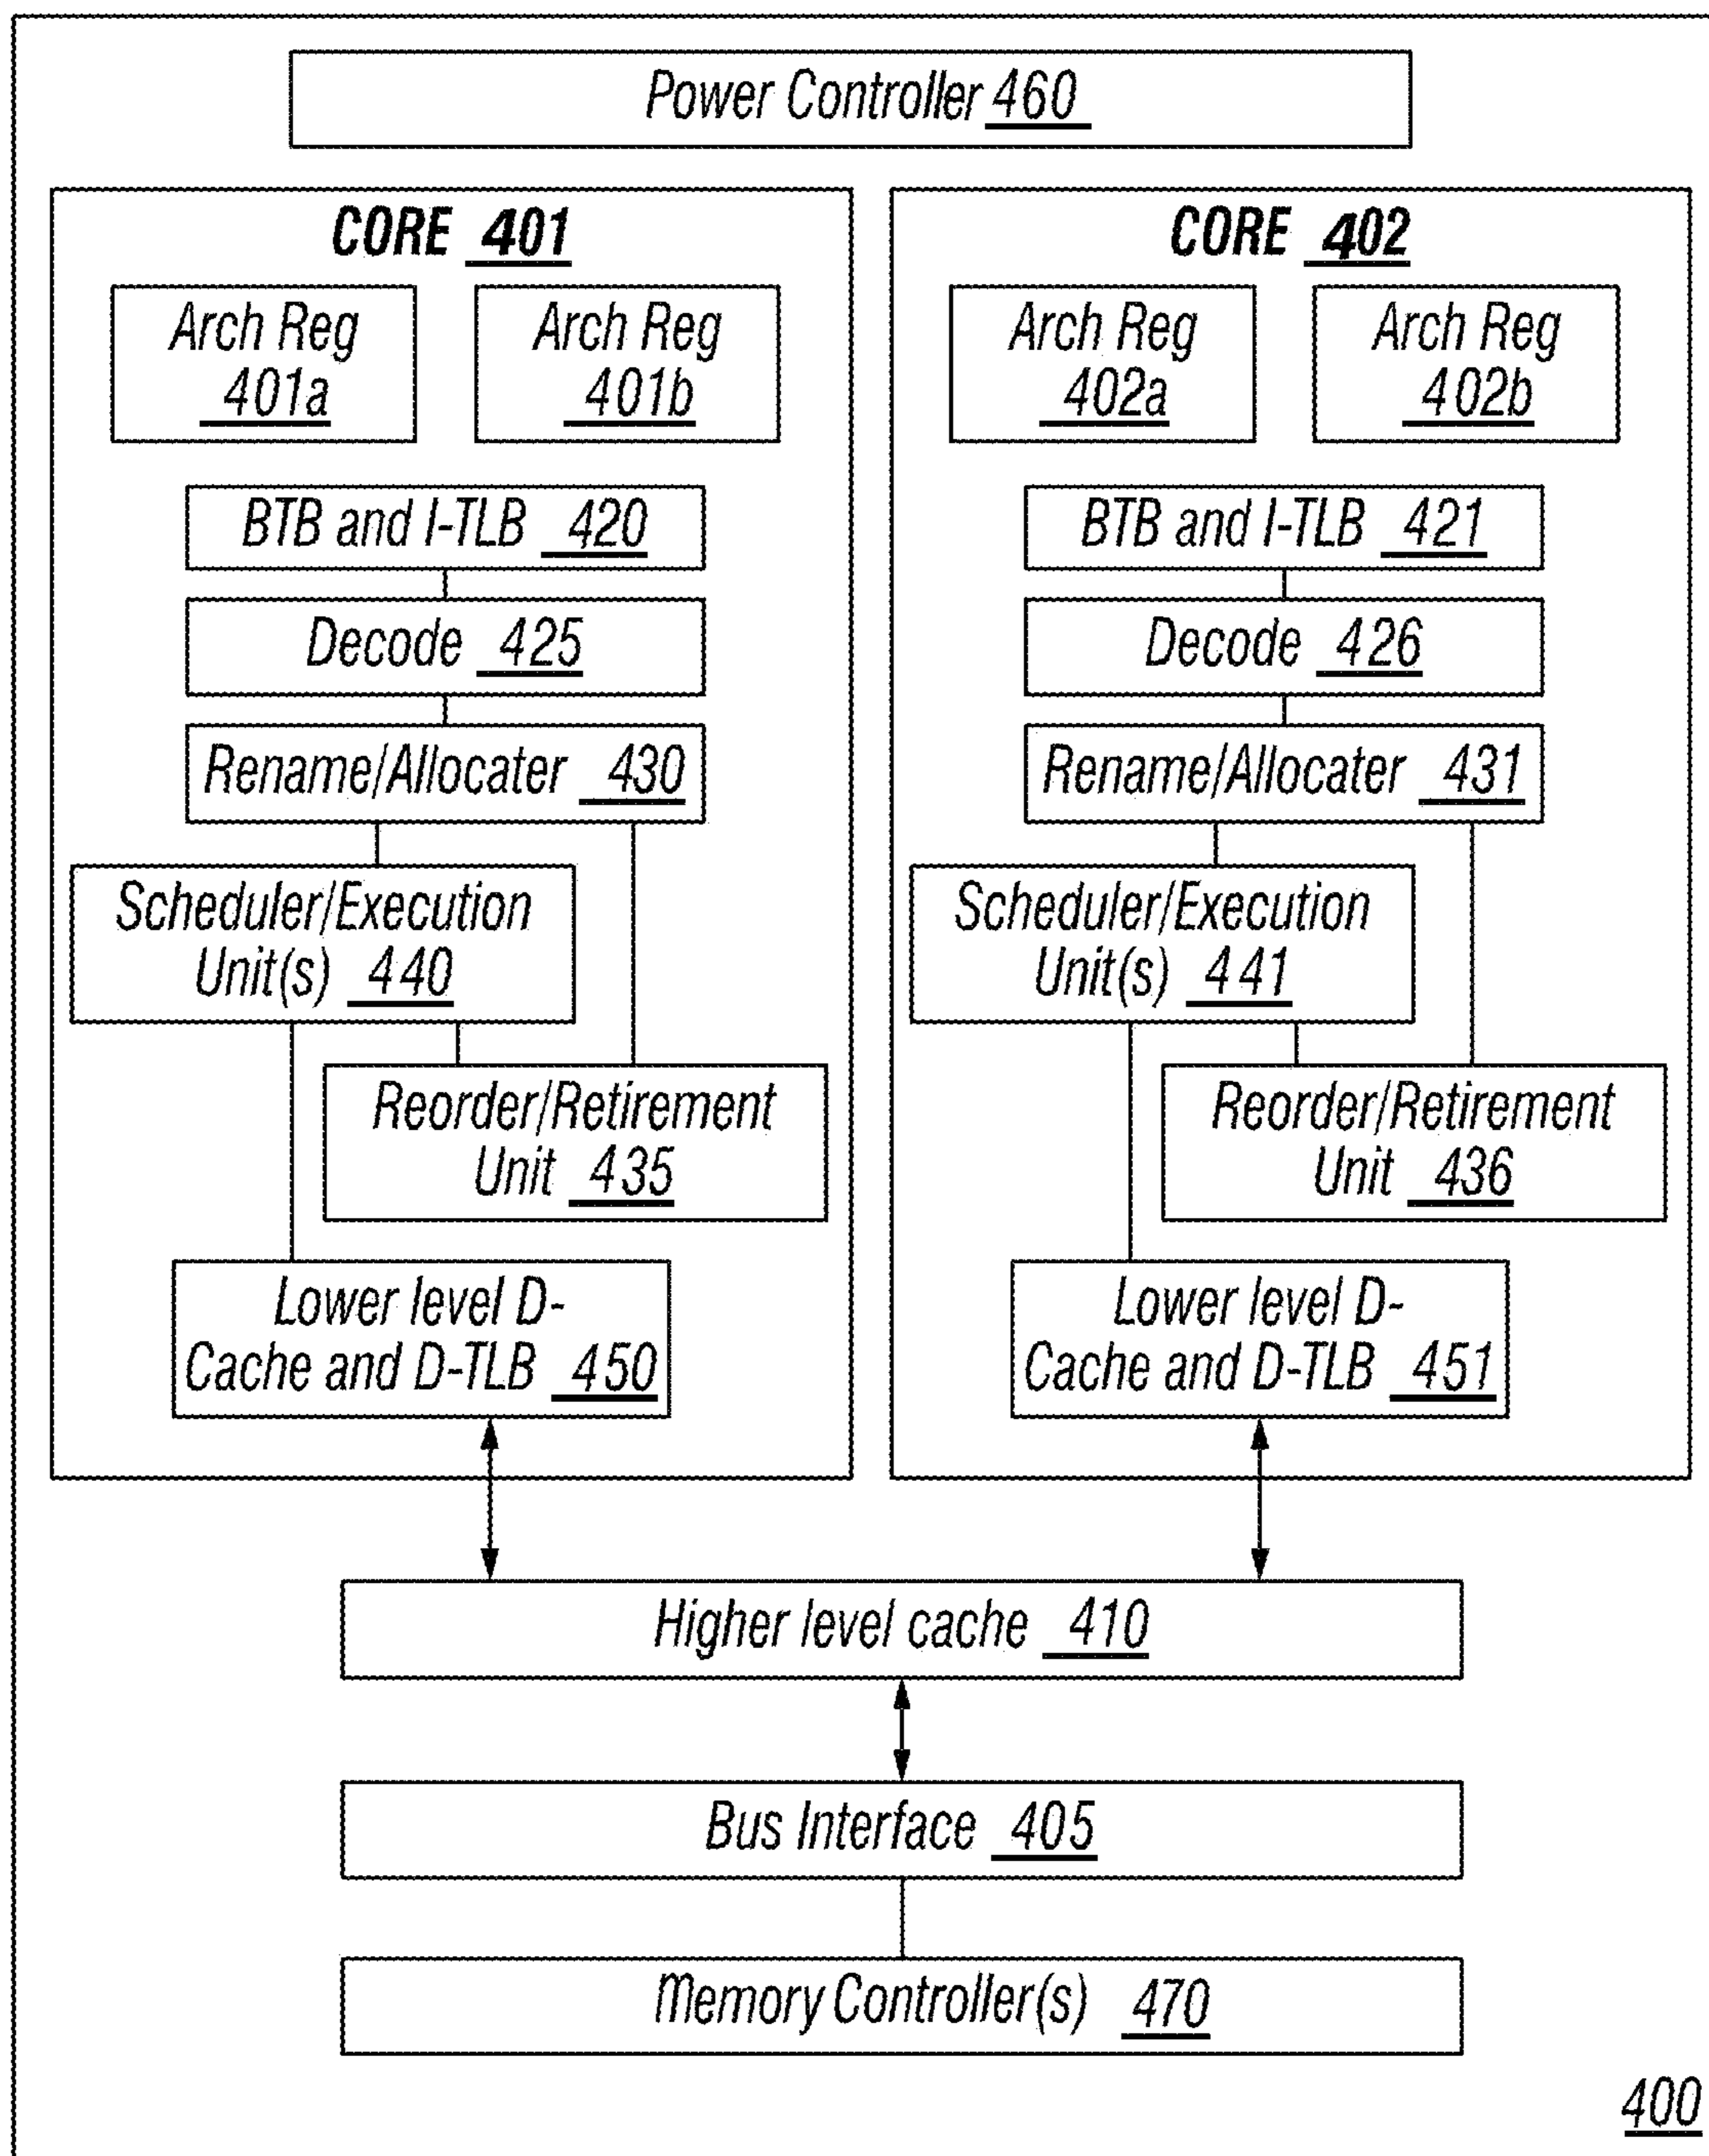 Power Controller 460
CORE 401
Arch Reg
401a
Arch Reg
401b
BTB and I-TLB 420
Decode 425
Rename/Allocater 430
Scheduler/Execution
Unit(s) 440
Reorder/Retirement
Unit 435
Lower level D-
Cache and D-TLB 450
CORE 402
Arch Reg
402a
Arch Reg
402b
BTB and I-TLB 421
Decode 426
Rename/Allocater 431
Scheduler/Execution
Unit(s) 441
Reorder/Retirement
Unit 436
Lower level D-
Cache and D-TLB 451
Higher level cache 410
Bus Interface 405
Memory Controller(s) 470
400